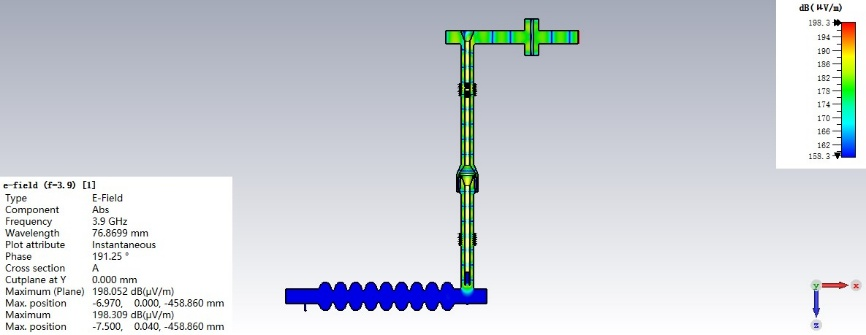 dB(μV/m)
198.3
194
190
186
182
178
174
170
166
162
158.3
e-field (f=3.9) [1]
Type E-Field
Component Abs
Frequency 3.9 GHz
Wavelength 76.8699 mm
Plot attribute Instantaneous
Phase 191.25 °
Cross section A
Cutplane at Y 0.000 mm
Maximum (Plane) 198.052 dB(μV/m)
Max. position -6.970, 0.000, -458.860 mm
Maximum 198.309 dB(μV/m)
Max. position -7.500, 0.040, -458.860 mm
y
x
z